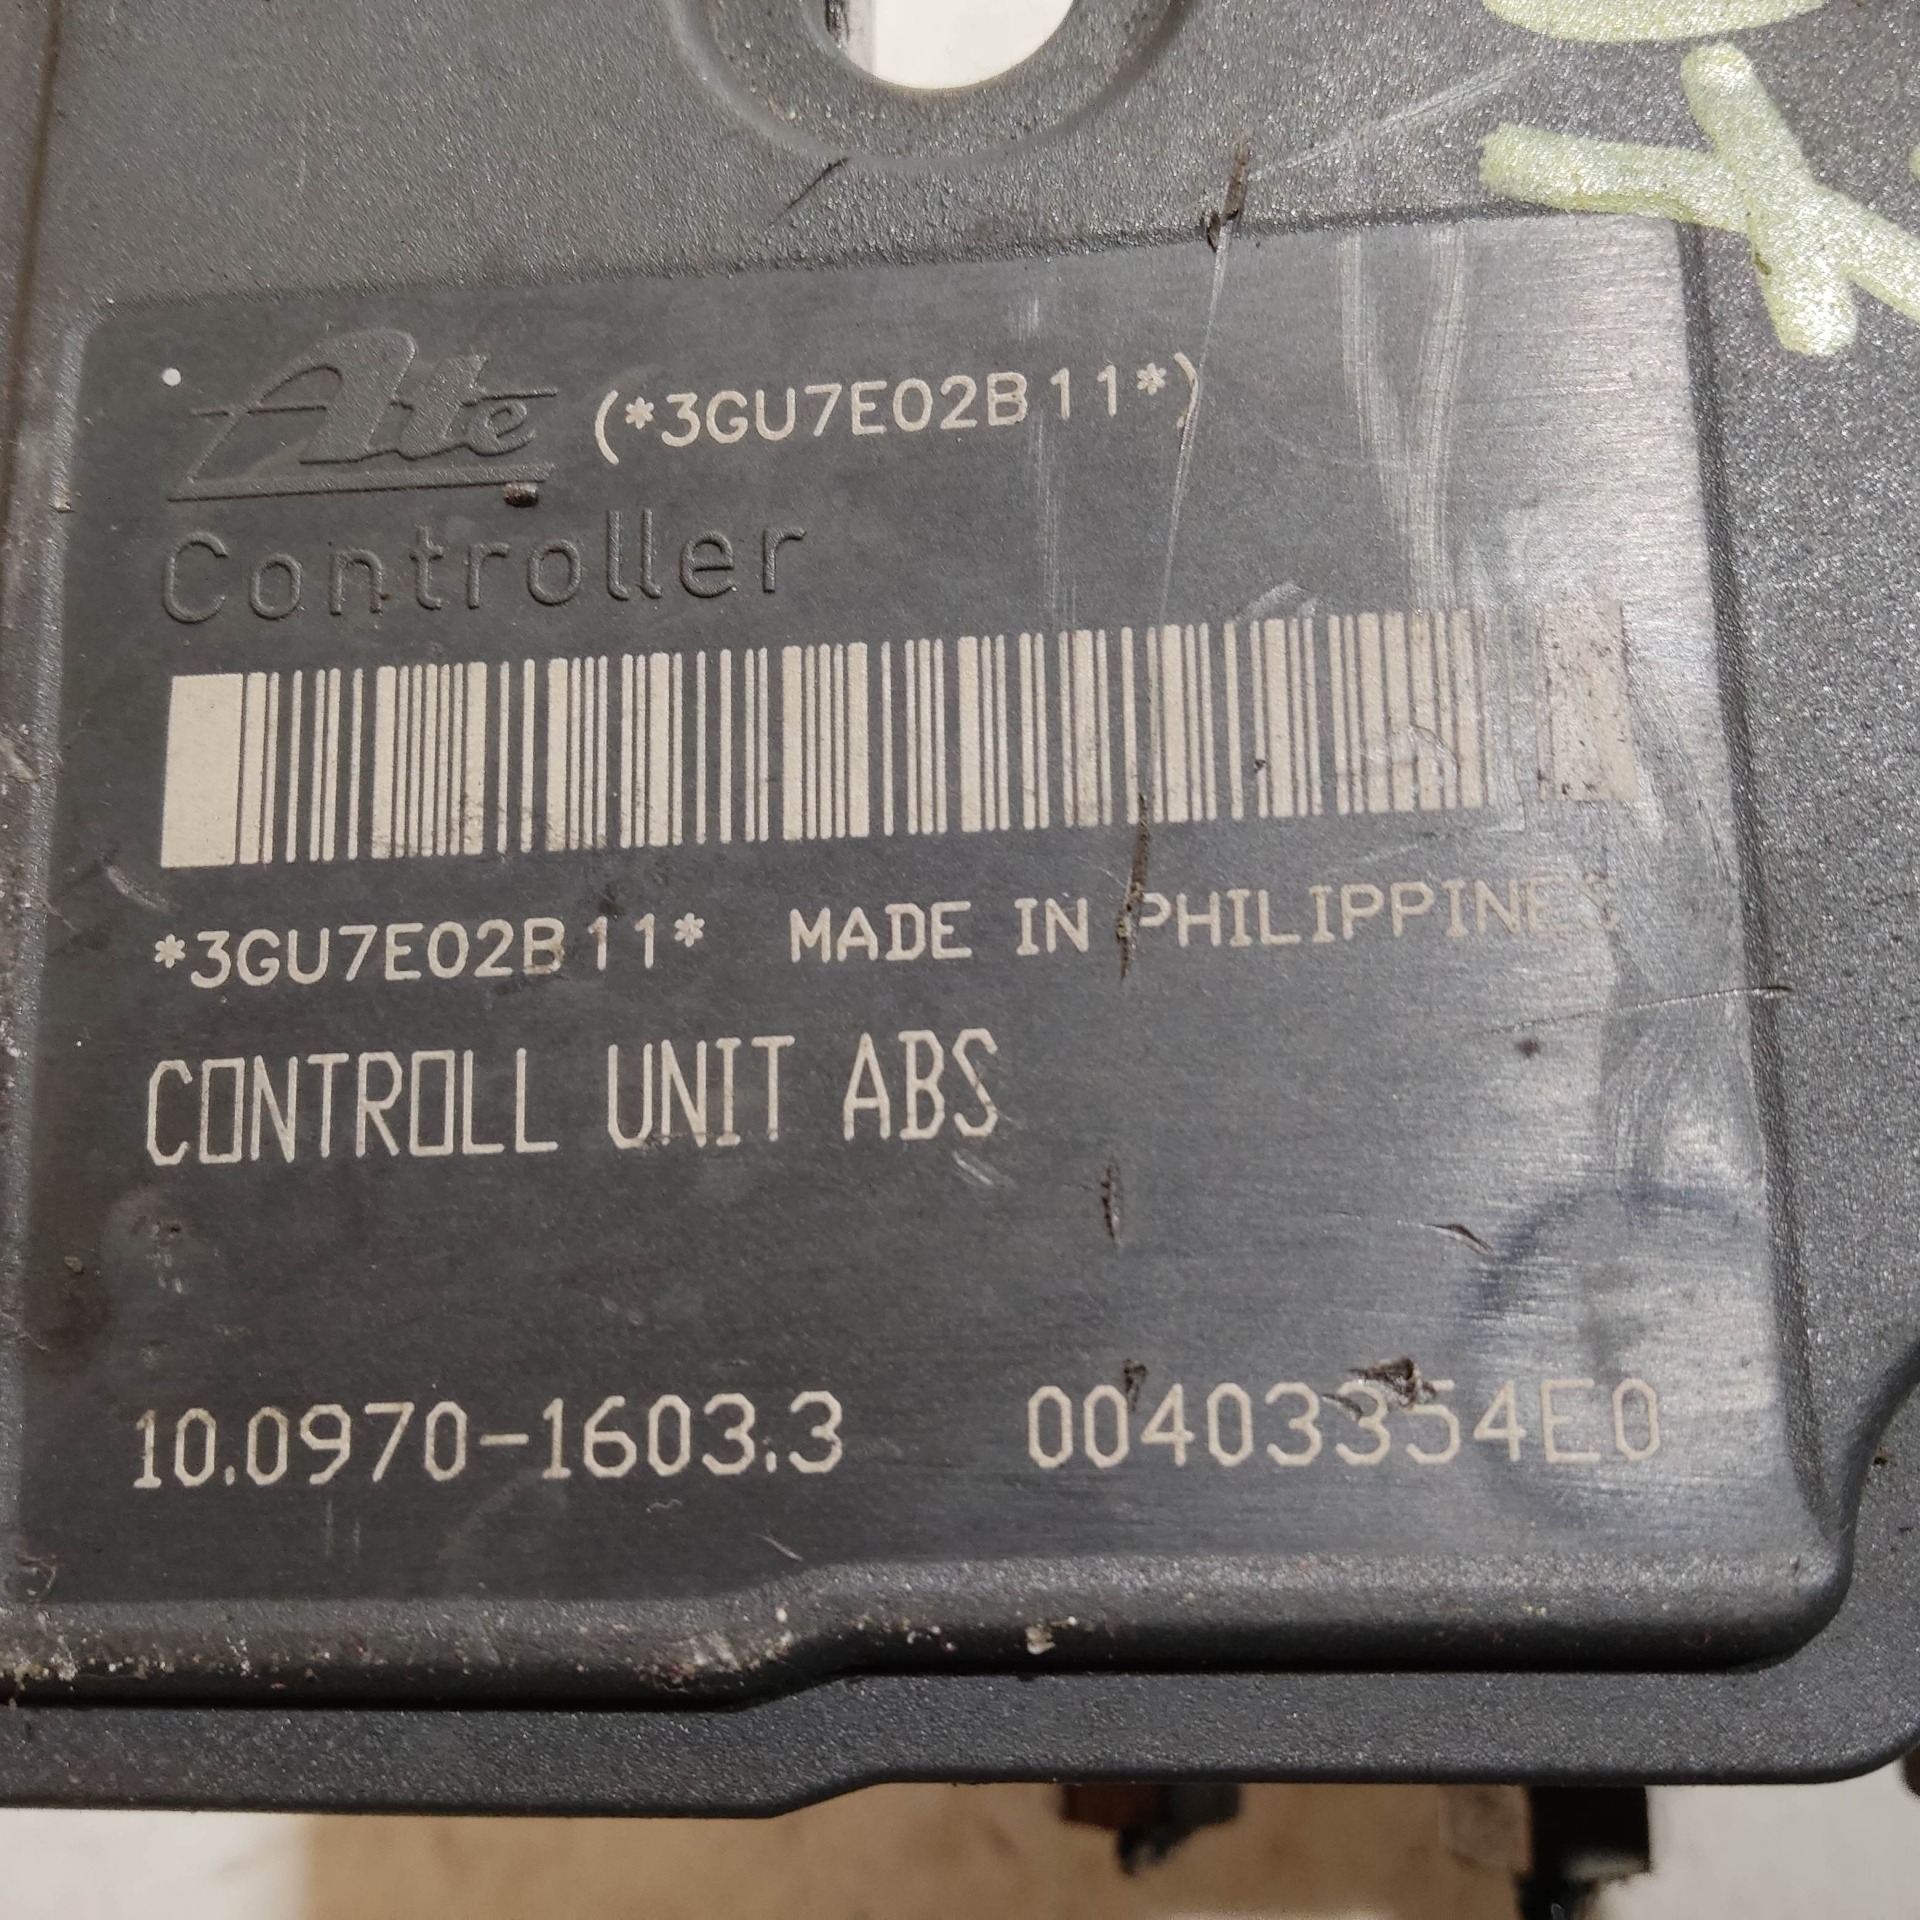 Ate (*3GU7E02B11*)
Controller
*3GU7E02B11* MADE IN PHILIPPINES
CONTROLL UNIT ABS
10.0970-1603.3 00403354E0